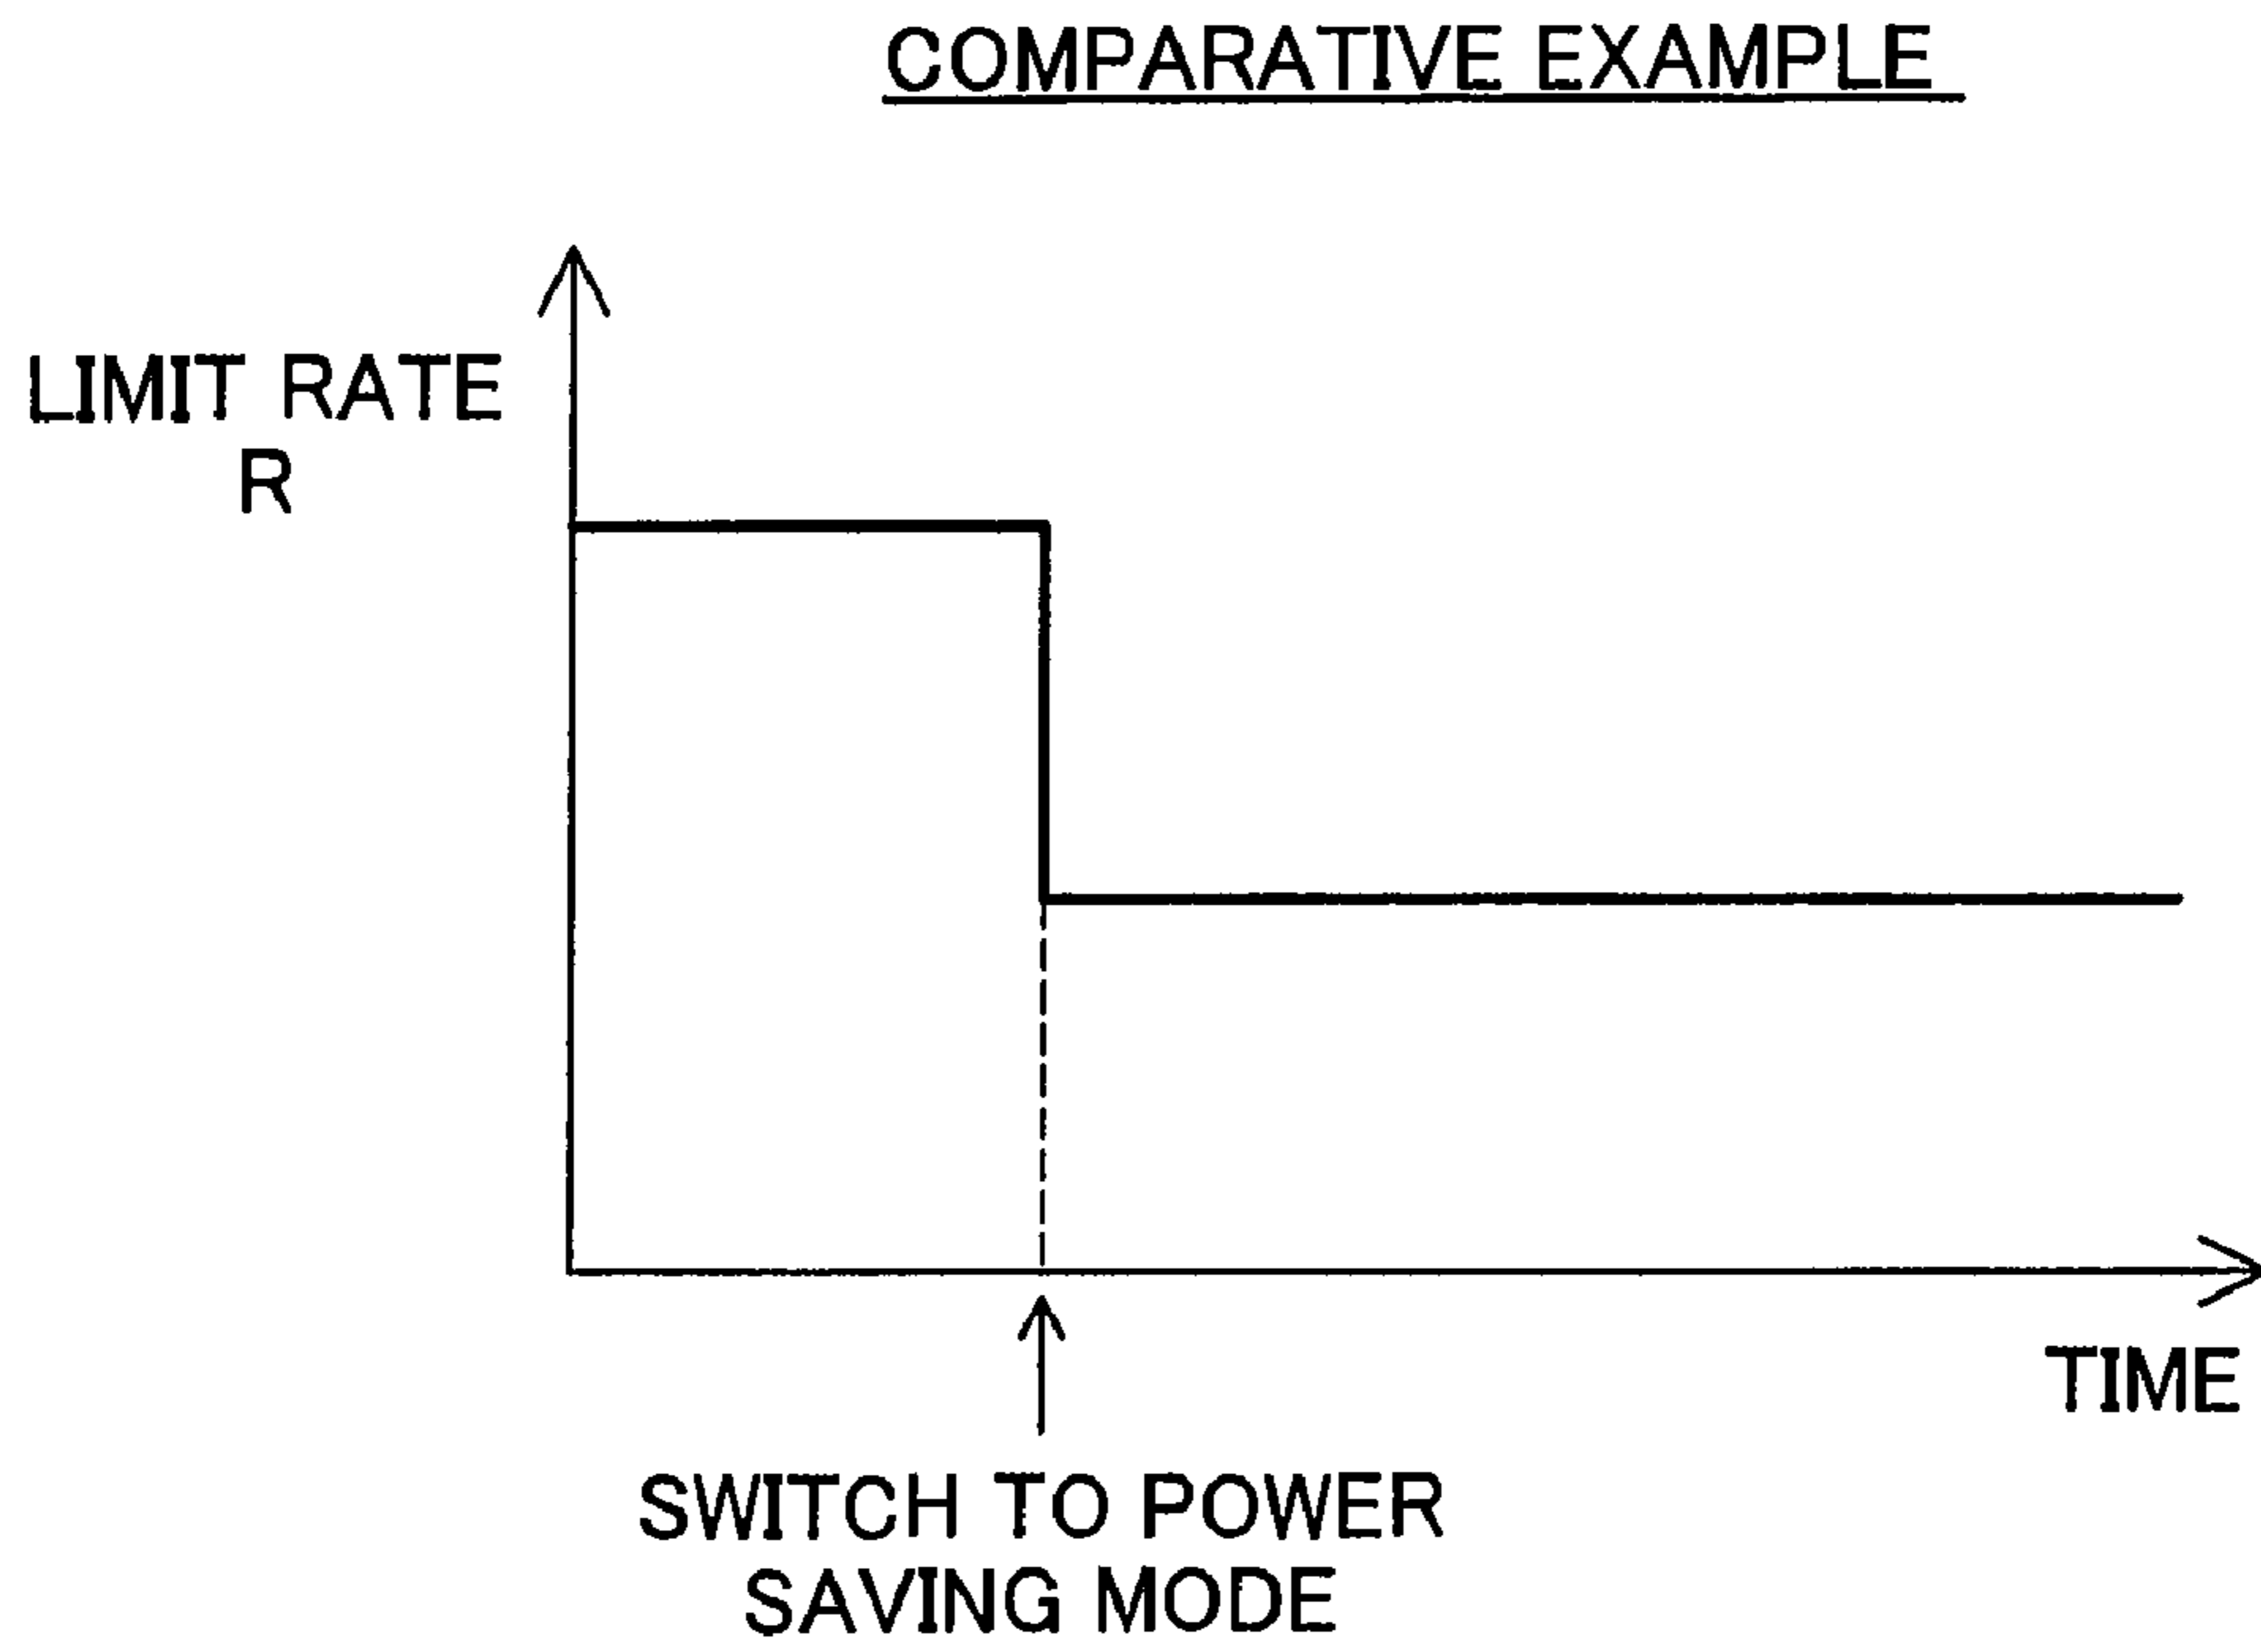 COMPARATIVE EXAMPLE
LIMIT RATE
R
TIME
SWITCH TO POWER
SAVING MODE